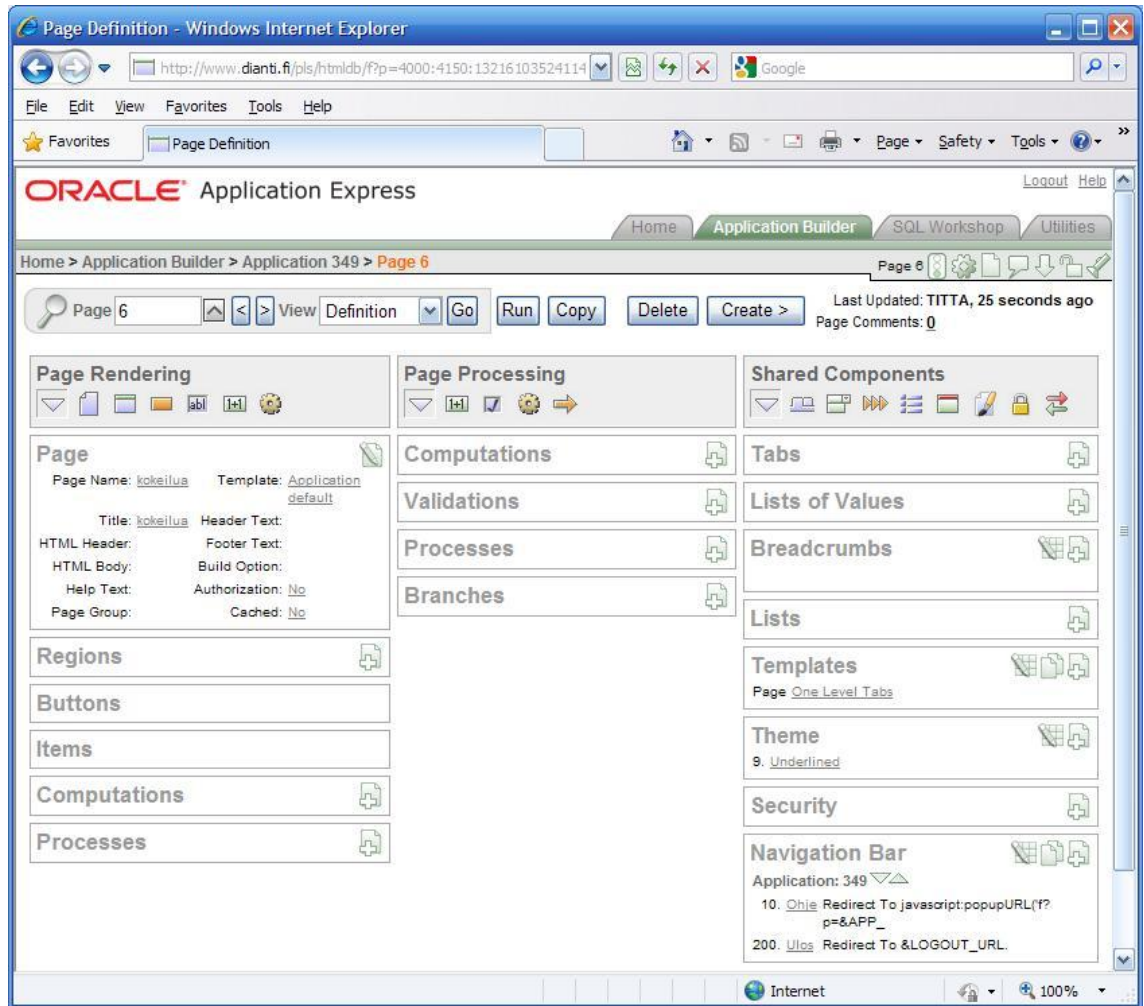 Page Definition - Windows Internet Explorer
http://www.dianti.fi/pls/htmldb/f?p=4000:4150:13216103524114
Google
File Edit View Favorites Tools Help
Favorites
Page Definition
Page Safety Tools
ORACLE Application Express
Logout Help
Home Application Builder SQL Workshop Utilities
Home > Application Builder > Application 349 > Page 6
Page 6
Page 6 < > View Definition Go Run Copy Delete Create >
Last Updated: TITTA, 25 seconds ago
Page Comments: 0
Page Rendering
abl 1+1
Page
Page Name: kokeilua Template: Application default
Title: kokeilua Header Text:
HTML Header: Footer Text:
HTML Body: Build Option:
Help Text: Authorization: No
Page Group: Cached: No
Regions
Buttons
Items
Computations
Processes
Page Processing
1+1
Computations
Validations
Processes
Branches
Shared Components
Tabs
Lists of Values
Breadcrumbs
Lists
Templates
Page One Level Tabs
Theme
9. Underlined
Security
Navigation Bar
Application: 349
10. Ohje Redirect To javascript:popupURL('f?
p=&APP_
200. Ulos Redirect To &LOGOUT_URL.
Internet
100%